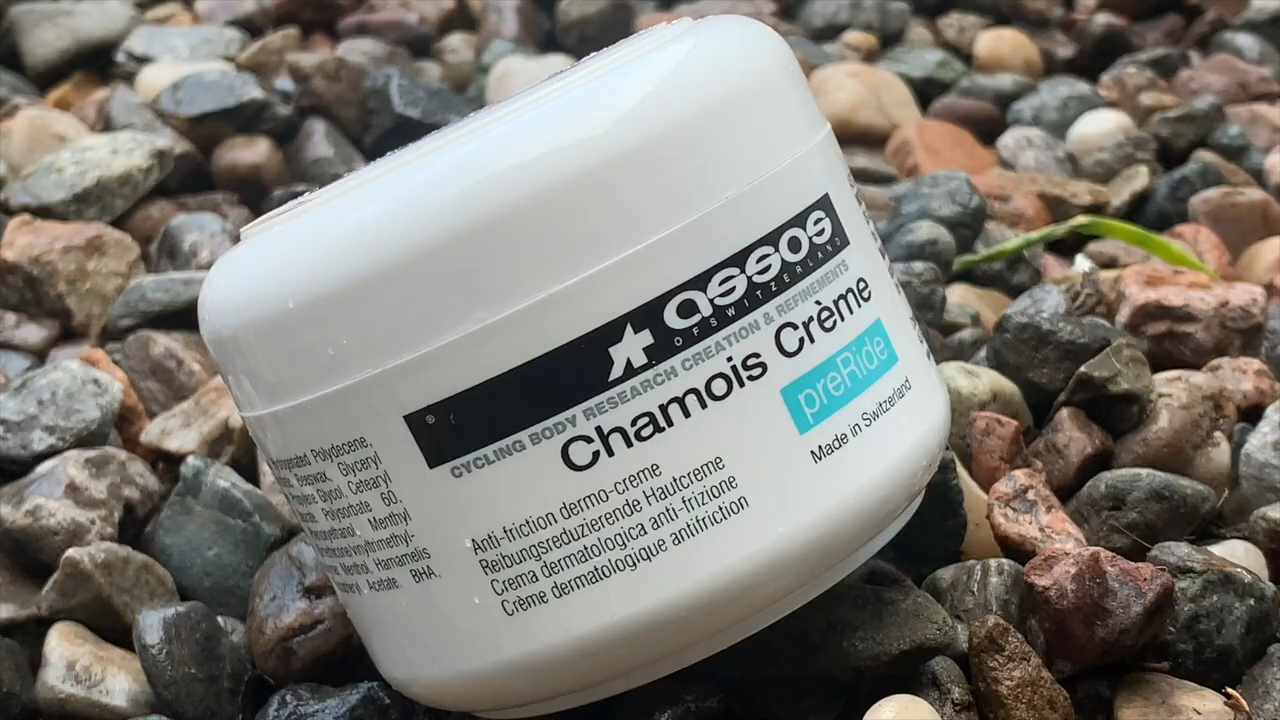 ®
assos
OF SWITZERLAND
CYCLING BODY RESEARCH CREATION & REFINEMENTS
Chamois Crème
preRide
Made in Switzerland
Anti-friction dermo-creme
Reibungsreduzierende Hautcreme
Crema dermatologica anti-frizione
Crème dermatologique antifriction
Polydecene,
Beeswax, Glyceryl
Glycol, Cetearyl
Polysorbate 60,
Menthyl
Menthol, Hamamelis
Acetate, BHA,